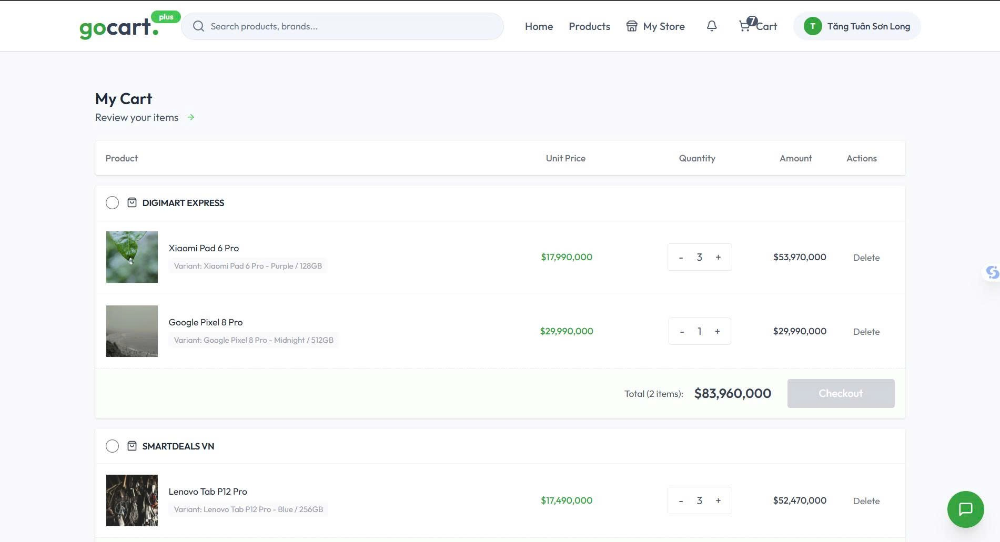 gocart.
plus
Search products, brands...
Home
Products
My Store
7
Cart
T
Tăng Tuấn Sơn Long
My Cart
Review your items →
Product
Unit Price
Quantity
Amount
Actions
DIGIMART EXPRESS
Xiaomi Pad 6 Pro
Variant: Xiaomi Pad 6 Pro - Purple / 128GB
$17,990,000
- 3 +
$53,970,000
Delete
Google Pixel 8 Pro
Variant: Google Pixel 8 Pro - Midnight / 512GB
$29,990,000
- 1 +
$29,990,000
Delete
Total (2 items):
$83,960,000
Checkout
SMARTDEALS VN
Lenovo Tab P12 Pro
Variant: Lenovo Tab P12 Pro - Blue / 256GB
$17,490,000
- 3 +
$52,470,000
Delete